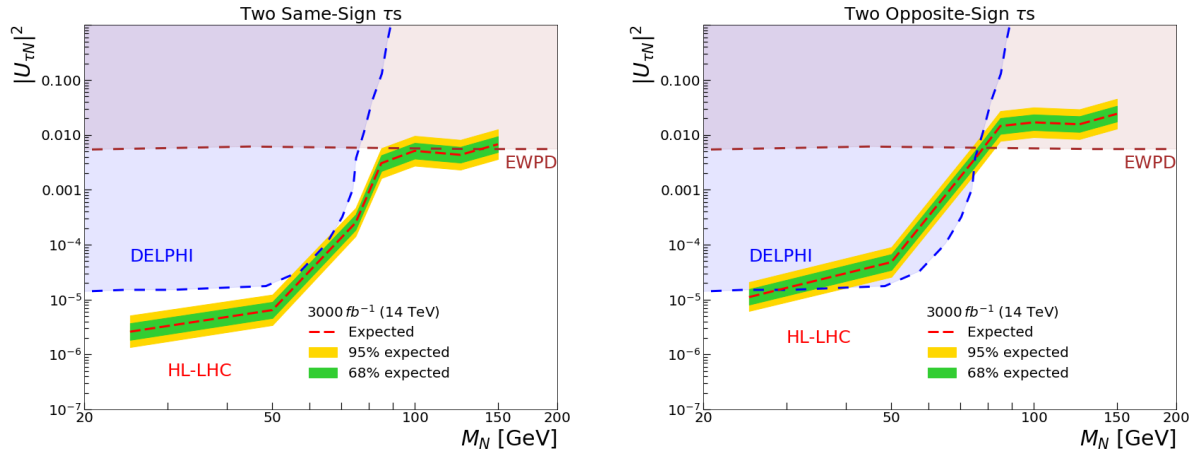 Two Same-Sign τs
|U_{τN}|²
0.100
0.010
0.001
10⁻⁴
10⁻⁵
10⁻⁶
10⁻⁷
EWPD
DELPHI
3000 fb⁻¹ (14 TeV)
Expected
95% expected
68% expected
HL-LHC
20
50
100
150
200
M_N [GeV]
Two Opposite-Sign τs
|U_{τN}|²
0.100
0.010
0.001
10⁻⁴
10⁻⁵
10⁻⁶
10⁻⁷
EWPD
DELPHI
3000 fb⁻¹ (14 TeV)
Expected
95% expected
68% expected
HL-LHC
20
50
100
150
200
M_N [GeV]